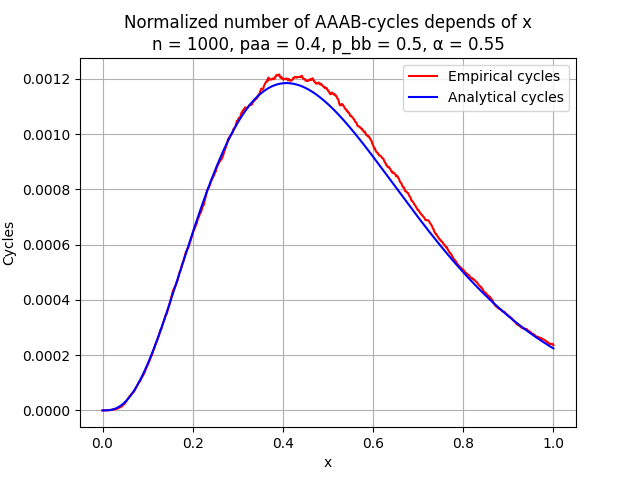 Normalized number of AAAB-cycles depends of x
n = 1000, paa = 0.4, p_bb = 0.5, α = 0.55
Empirical cycles
Analytical cycles
0.0012
0.0010
0.0008
0.0006
0.0004
0.0002
0.0000
Cycles
0.0 0.2 0.4 0.6 0.8 1.0
x